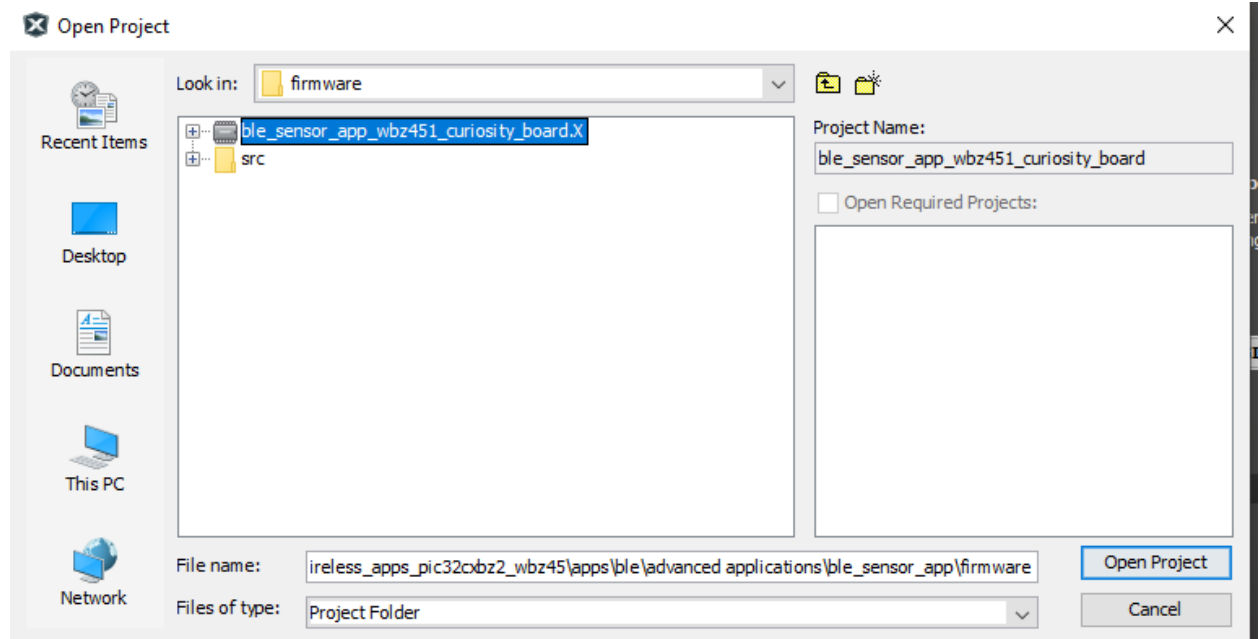 Open Project
Look in: firmware
Recent Items
Desktop
Documents
This PC
Network
ble_sensor_app_wbz451_curiosity_board.X
src
Project Name:
ble_sensor_app_wbz451_curiosity_board
Open Required Projects:
File name: ireless_apps_pic32cxbz2_wbz45\apps\ble\advanced applications\ble_sensor_app\firmware
Files of type: Project Folder
Open Project
Cancel